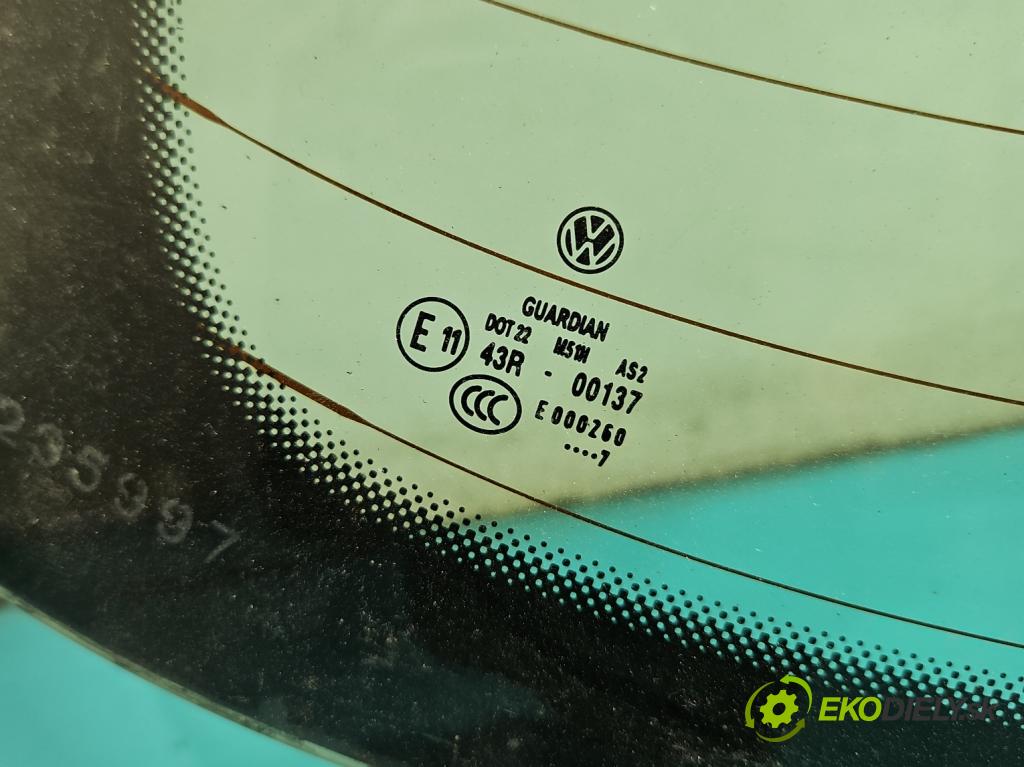 GUARDIAN
DOT 22 M51H AS2
E 11
43R - 00137
CCC
E 000260
....7
235997
EKODIELY.SK